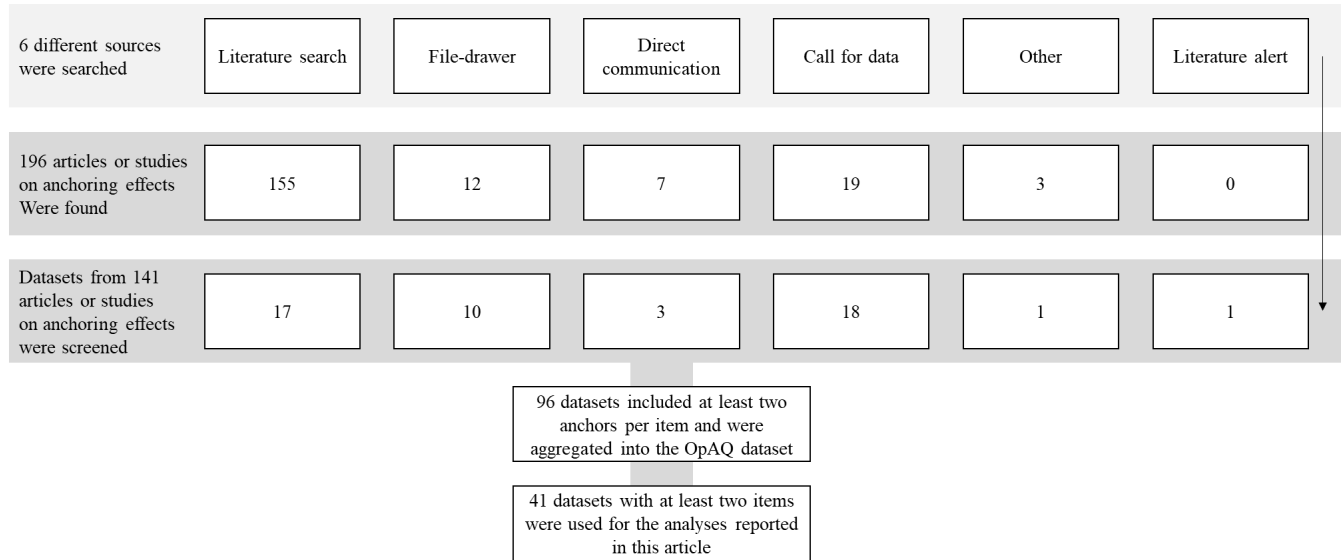 6 different sources
were searched
Literature search
File-drawer
Direct
communication
Call for data
Other
Literature alert
196 articles or studies
on anchoring effects
Were found
155
12
7
19
3
0
Datasets from 141
articles or studies
on anchoring effects
were screened
17
10
3
18
1
1
96 datasets included at least two
anchors per item and were
aggregated into the OpAQ dataset
41 datasets with at least two items
were used for the analyses reported
in this article